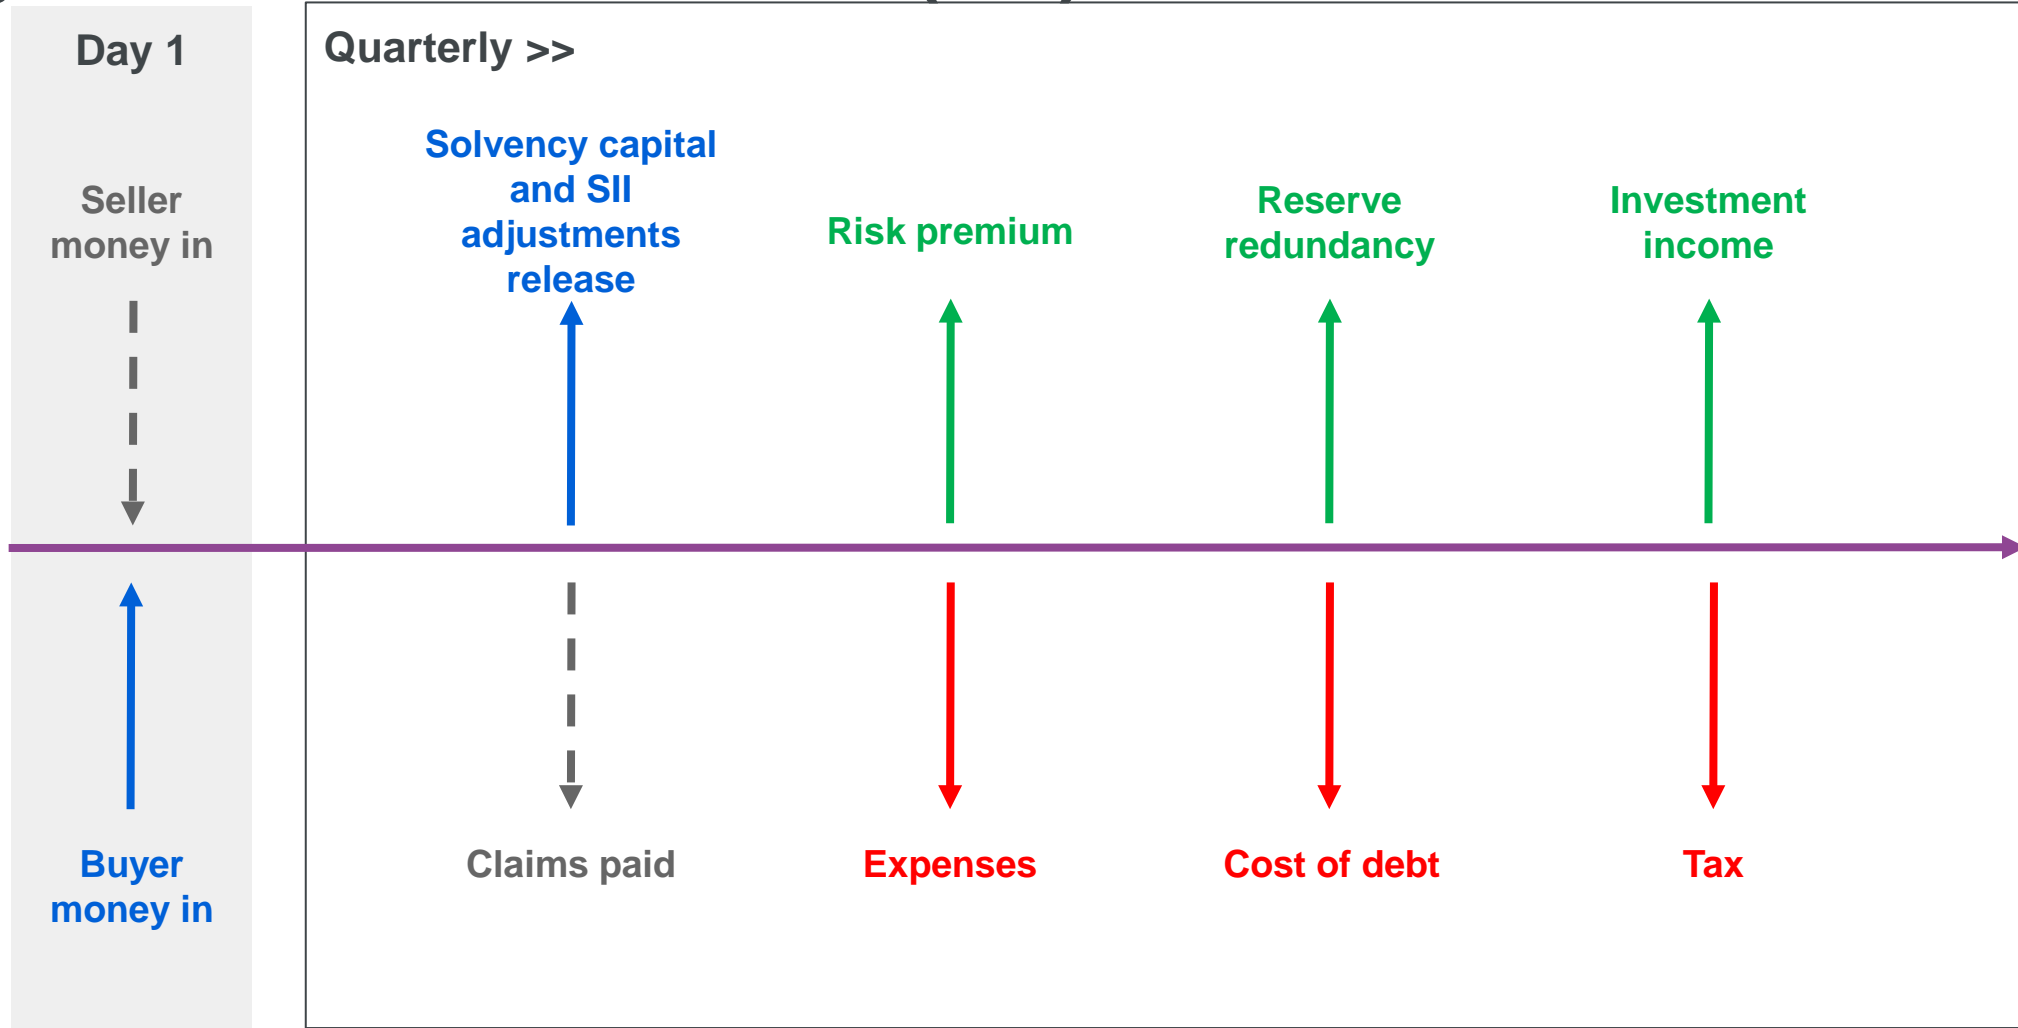 Day 1
Quarterly >>
Seller
money in
Solvency capital
and SII
adjustments
release
Risk premium
Reserve
redundancy
Investment
income
Buyer
money in
Claims paid
Expenses
Cost of debt
Tax